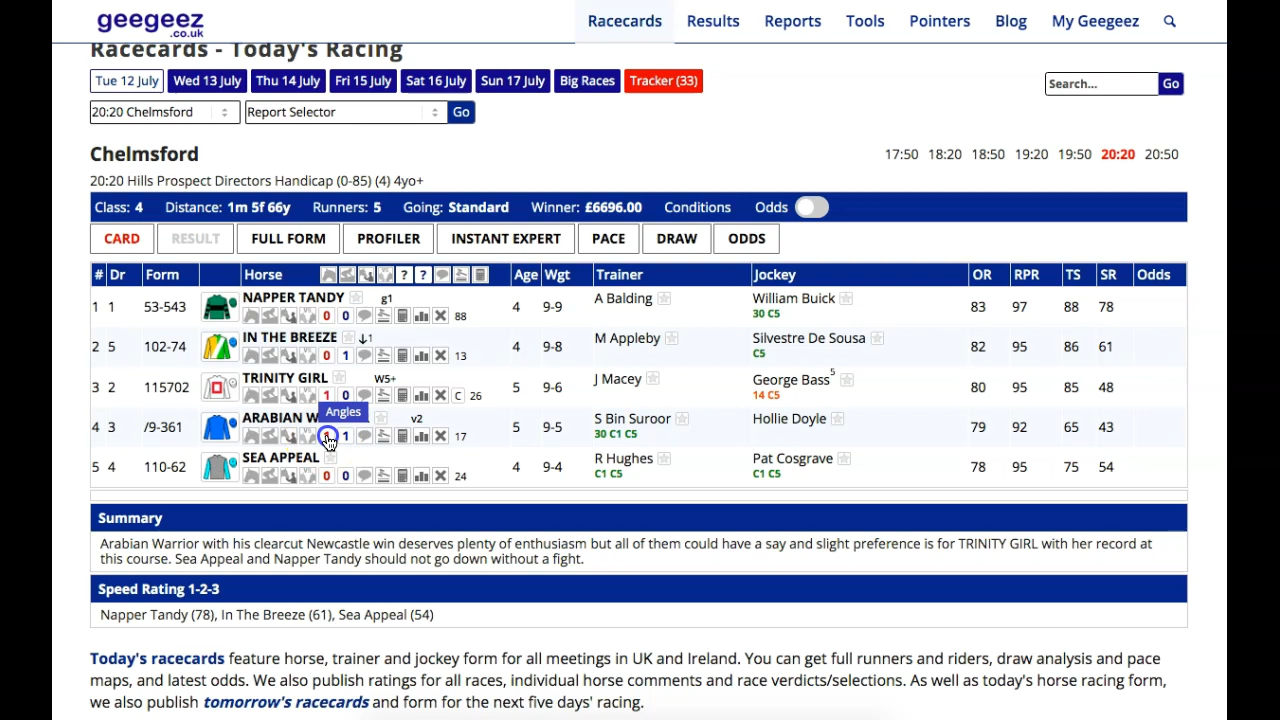 geegeez
.co.uk
Racecards Results Reports Tools Pointers Blog My Geegeez
Racecards - Today's Racing
Tue 12 July Wed 13 July Thu 14 July Fri 15 July Sat 16 July Sun 17 July Big Races Tracker (33)
Search... Go
20:20 Chelmsford Report Selector Go
Chelmsford
17:50 18:20 18:50 19:20 19:50 20:20 20:50
20:20 Hills Prospect Directors Handicap (0-85) (4) 4yo+
Class: 4 Distance: 1m 5f 66y Runners: 5 Going: Standard Winner: £6696.00 Conditions Odds
CARD RESULT FULL FORM PROFILER INSTANT EXPERT PACE DRAW ODDS
# Dr Form Horse ? ? Age Wgt Trainer Jockey OR RPR TS SR Odds
1 1 53-543 NAPPER TANDY g1 4 9-9 A Balding William Buick 83 97 88 78
0 0 88 30 C5
2 5 102-74 IN THE BREEZE ↓1 4 9-8 M Appleby Silvestre De Sousa 82 95 86 61
0 1 13 C5
3 2 115702 TRINITY GIRL W5+ 5 9-6 J Macey George Bass5 80 95 85 48
1 0 C 26 14 C5
Angles
4 3 /9-361 ARABIAN W v2 5 9-5 S Bin Suroor Hollie Doyle 79 92 65 43
1 17 30 C1 C5
5 4 110-62 SEA APPEAL 4 9-4 R Hughes Pat Cosgrave 78 95 75 54
0 0 24 C1 C5 C1 C5
Summary
Arabian Warrior with his clearcut Newcastle win deserves plenty of enthusiasm but all of them could have a say and slight preference is for TRINITY GIRL with her record at
this course. Sea Appeal and Napper Tandy should not go down without a fight.
Speed Rating 1-2-3
Napper Tandy (78), In The Breeze (61), Sea Appeal (54)
Today's racecards feature horse, trainer and jockey form for all meetings in UK and Ireland. You can get full runners and riders, draw analysis and pace
maps, and latest odds. We also publish ratings for all races, individual horse comments and race verdicts/selections. As well as today's horse racing form,
we also publish tomorrow's racecards and form for the next five days' racing.